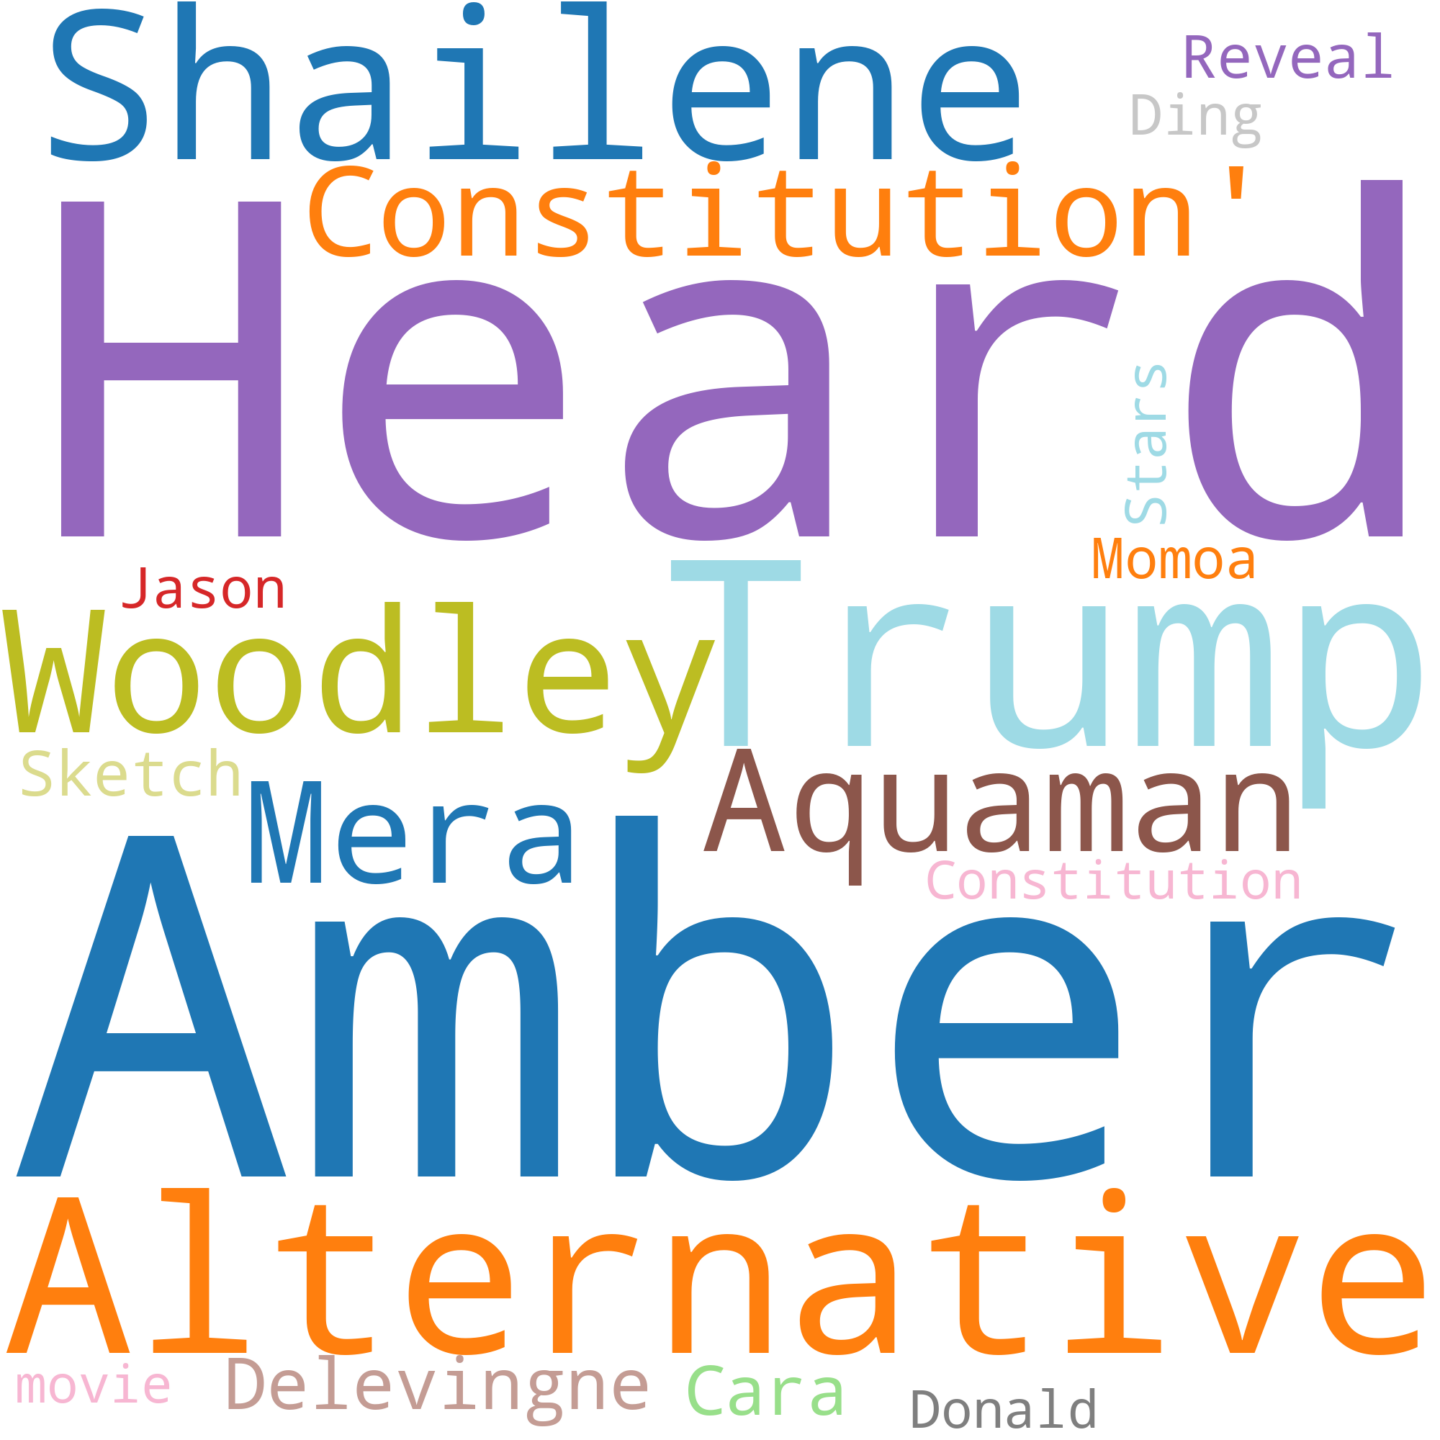 Shailene
Reveal
Ding
Constitution'
Heard
Stars
Momoa
Jason
Woodley
Trump
Sketch
Mera
Aquaman
Constitution
Amber
Alternative
movie
Delevingne
Cara
Donald